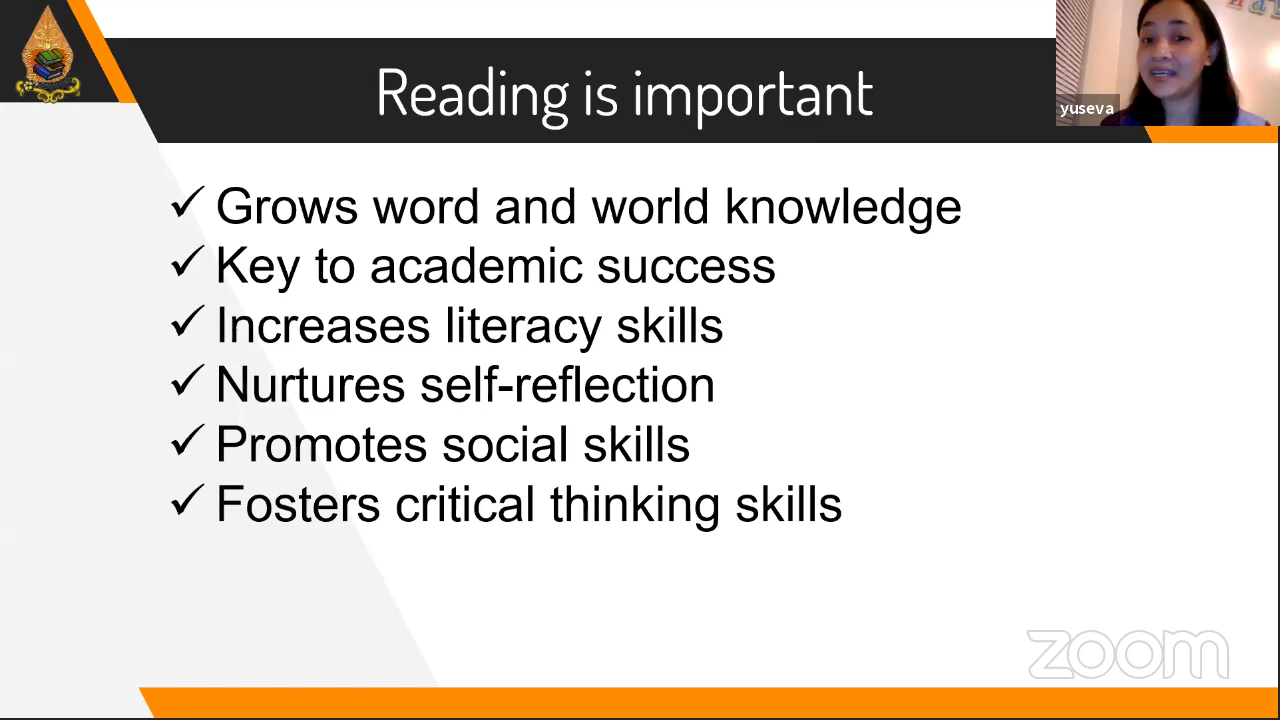 Reading is important
yuseva
✓ Grows word and world knowledge
✓ Key to academic success
✓ Increases literacy skills
✓ Nurtures self-reflection
✓ Promotes social skills
✓ Fosters critical thinking skills
zoom